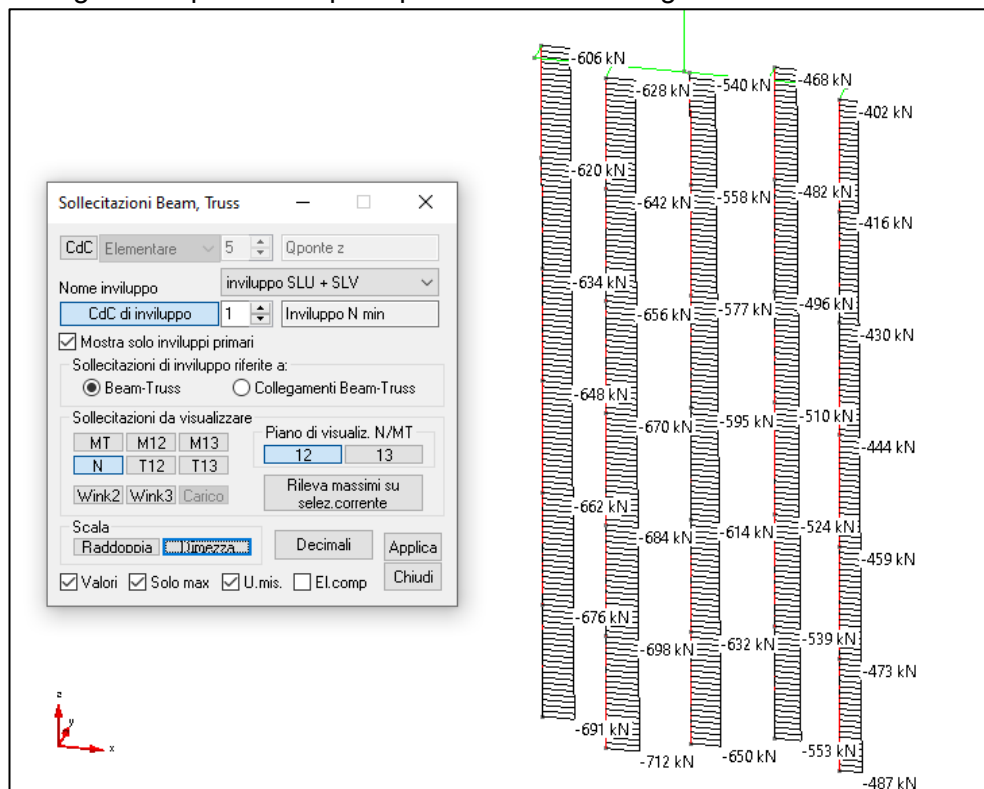 Sollecitazioni Beam, Truss
CdC Elementare 5 Qponte z
Nome inviluppo inviluppo SLU + SLV
CdC di inviluppo 1 Inviluppo N min
Mostra solo inviluppi primari
Sollecitazioni di inviluppo riferite a:
Beam-Truss Collegamenti Beam-Truss
Sollecitazioni da visualizzare
Piano di visualiz. N/MT
MT M12 M13
12 13
N T12 T13
Rileva massimi su
selez.corrente
Wink2 Wink3 Carico
Scala
Raddoppia Dimezza Decimali Applica
Valori Solo max U.mis. El.comp Chiudi
-606 kN -628 kN -540 kN -468 kN -402 kN
-620 kN -642 kN -558 kN -482 kN -416 kN
-634 kN -656 kN -577 kN -496 kN -430 kN
-648 kN -670 kN -595 kN -510 kN -444 kN
-662 kN -684 kN -614 kN -524 kN -459 kN
-676 kN -698 kN -632 kN -539 kN -473 kN
-691 kN -712 kN -650 kN -553 kN -487 kN
z
y
x